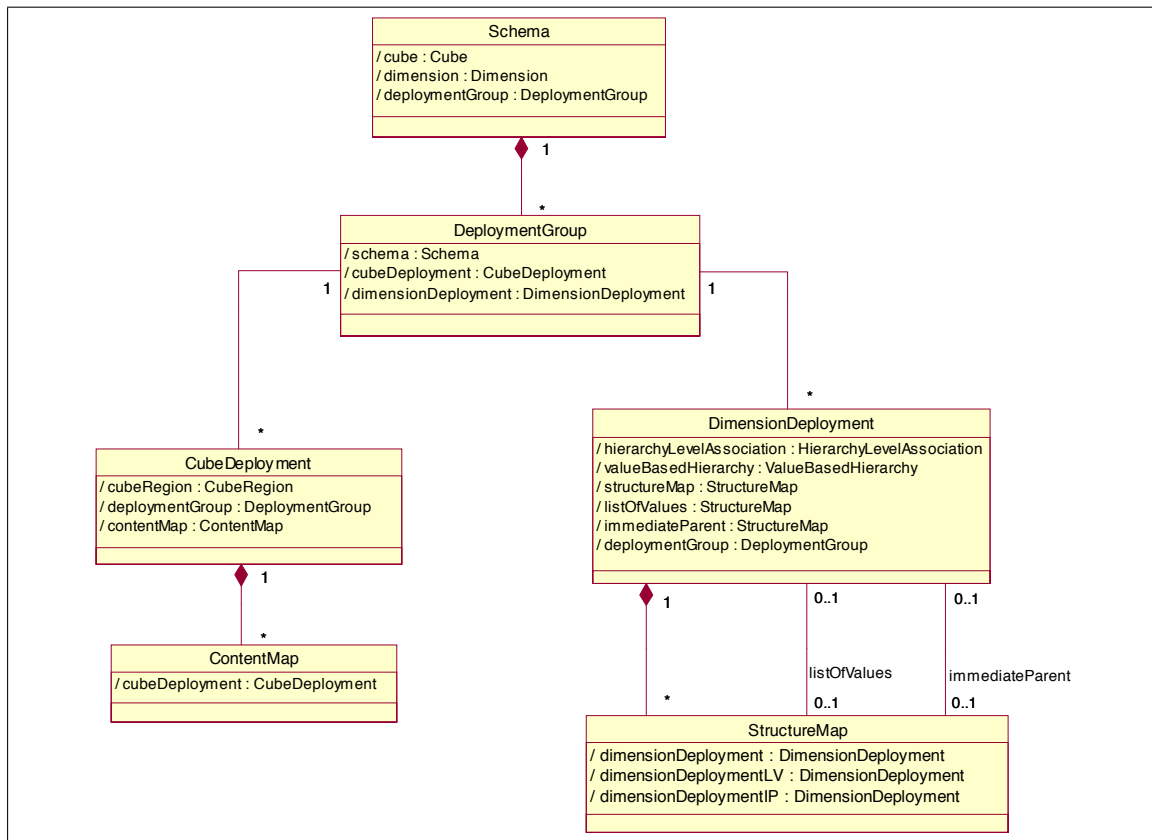 Schema
/ cube : Cube
/ dimension : Dimension
/ deploymentGroup : DeploymentGroup
1
*
DeploymentGroup
/ schema : Schema
/ cubeDeployment : CubeDeployment
/ dimensionDeployment : DimensionDeployment
1
1
*
*
DimensionDeployment
/ hierarchyLevelAssociation : HierarchyLevelAssociation
/ valueBasedHierarchy : ValueBasedHierarchy
/ structureMap : StructureMap
/ listOfValues : StructureMap
/ immediateParent : StructureMap
/ deploymentGroup : DeploymentGroup
CubeDeployment
/ cubeRegion : CubeRegion
/ deploymentGroup : DeploymentGroup
/ contentMap : ContentMap
1
*
ContentMap
/ cubeDeployment : CubeDeployment
1
0..1
0..1
listOfValues
immediateParent
*
0..1
0..1
StructureMap
/ dimensionDeployment : DimensionDeployment
/ dimensionDeploymentLV : DimensionDeployment
/ dimensionDeploymentIP : DimensionDeployment